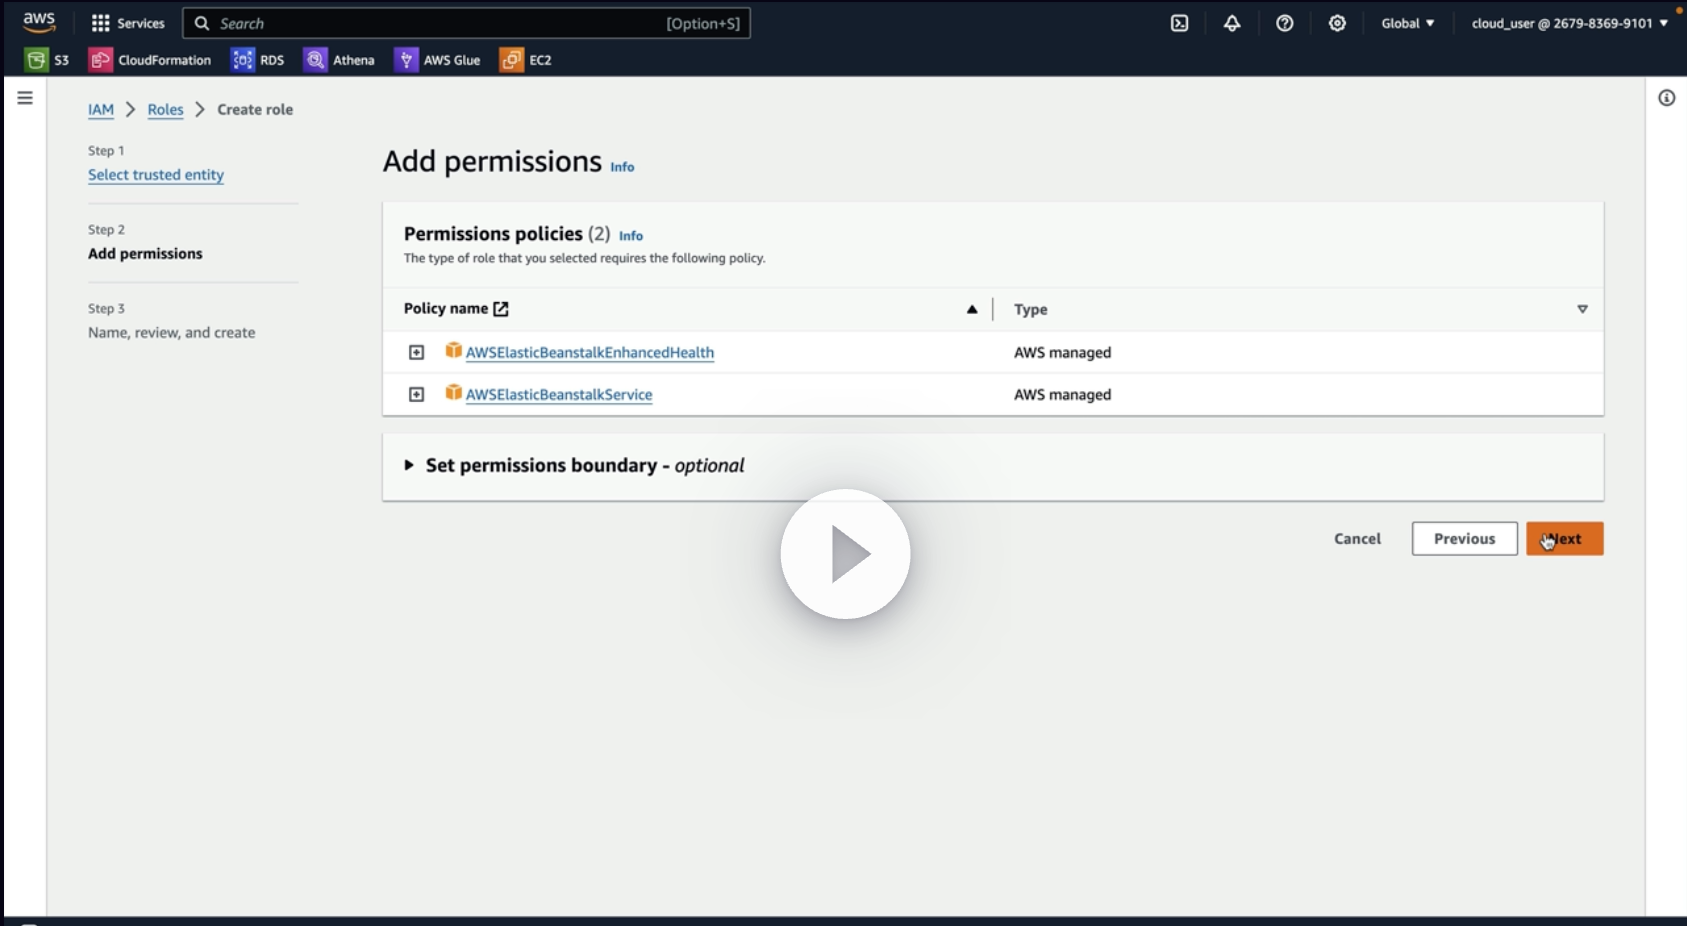 aws Services Search [Option+S] Global ▼ cloud_user @ 2679-8369-9101 ▼
S3 CloudFormation RDS Athena AWS Glue EC2
IAM > Roles > Create role
Step 1
Select trusted entity
Step 2
Add permissions
Step 3
Name, review, and create
Add permissions Info
Permissions policies (2) Info
The type of role that you selected requires the following policy.
Policy name Type
AWSElasticBeanstalkEnhancedHealth AWS managed
AWSElasticBeanstalkService AWS managed
Set permissions boundary - optional
Cancel Previous Next